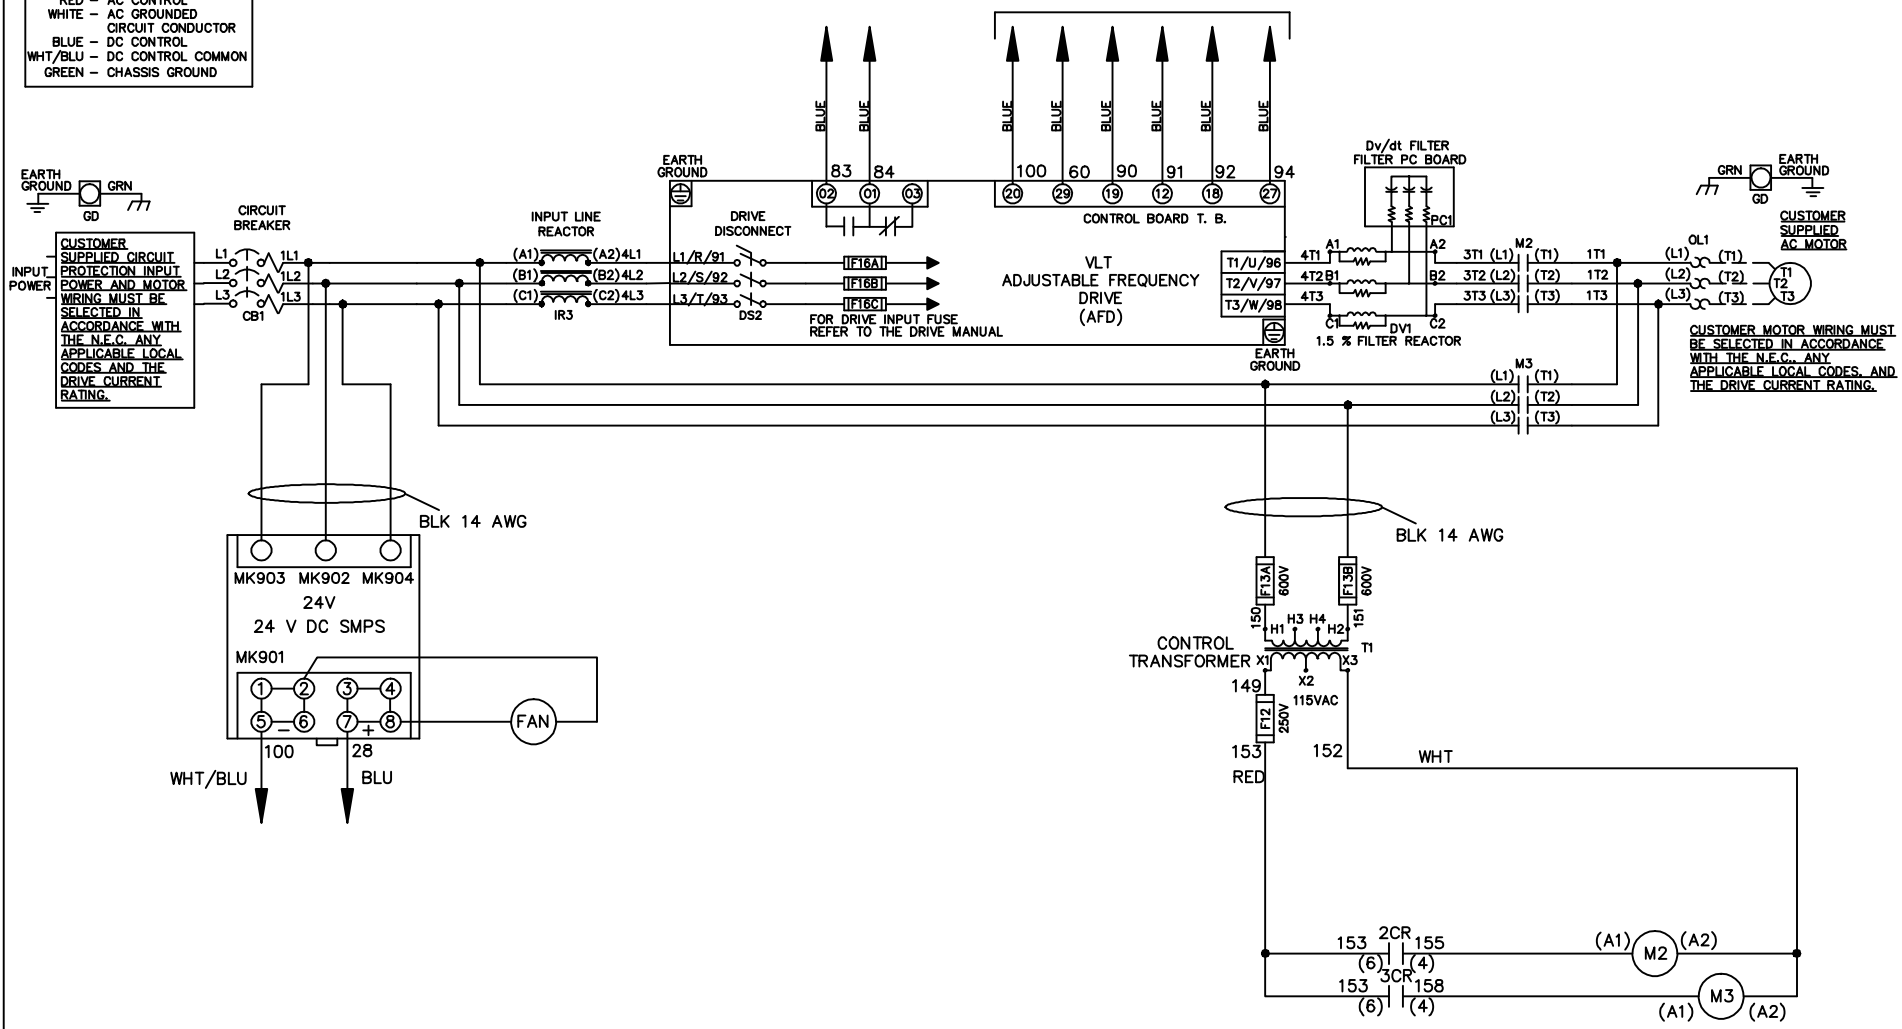 RED - AC CONTROL
WHITE - AC GROUNDED
CIRCUIT CONDUCTOR
BLUE - DC CONTROL
WHT/BLU - DC CONTROL COMMON
GREEN - CHASSIS GROUND
BLUE
BLUE
BLUE
BLUE
BLUE
BLUE
BLUE
BLUE
EARTH
GROUND
GRN
GD
CUSTOMER
SUPPLIED CIRCUIT
PROTECTION INPUT
POWER AND MOTOR
WIRING MUST BE
SELECTED IN
ACCORDANCE WITH
THE N.E.C. ANY
APPLICABLE LOCAL
CODES AND THE
DRIVE CURRENT
RATING.
INPUT
POWER
CIRCUIT
BREAKER
L1 1L1
L2 1L2
L3 1L3
CB1
INPUT LINE
REACTOR
(A1) (A2) 4L1
(B1) (B2) 4L2
(C1) (C2) 4L3
IR3
EARTH
GROUND
DRIVE
DISCONNECT
L1/R/91
L2/S/92
L3/T/93
DS2
83 84
02 01 03
F16A
F16B
F16C
FOR DRIVE INPUT FUSE
REFER TO THE DRIVE MANUAL
100 60 90 91 92 94
20 29 19 12 18 27
CONTROL BOARD T. B.
VLT
ADJUSTABLE FREQUENCY
DRIVE
(AFD)
T1/U/96
T2/V/97
T3/W/98
EARTH
GROUND
4T1
4T2
4T3
Dv/dt FILTER
FILTER PC BOARD
PC1
A1 A2
B1 B2
C1 C2
DV1
1.5 % FILTER REACTOR
M2
3T1 (L1) (T1) 1T1
3T2 (L2) (T2) 1T2
3T3 (L3) (T3) 1T3
OL1
(L1) (T1)
(L2) (T2)
(L3) (T3)
GRN
GD
EARTH
GROUND
CUSTOMER
SUPPLIED
AC MOTOR
T1
T2
T3
CUSTOMER MOTOR WIRING MUST
BE SELECTED IN ACCORDANCE
WITH THE N.E.C., ANY
APPLICABLE LOCAL CODES, AND
THE DRIVE CURRENT RATING.
M3
(L1) (T1)
(L2) (T2)
(L3) (T3)
BLK 14 AWG
MK903 MK902 MK904
24V
24 V DC SMPS
MK901
1 2 3 4
5 6 7 8
- +
FAN
100 28
WHT/BLU BLU
BLK 14 AWG
F13A
600V
F13B
600V
150
151
H1 H3 H4 H2
CONTROL
TRANSFORMER
T1
X1 X3
X2
149
115VAC
F12
250V
153 152
RED
WHT
2CR
153 155
(6) (4)
(A1) M2 (A2)
3CR
153 158
(6) (4)
(A1) M3 (A2)